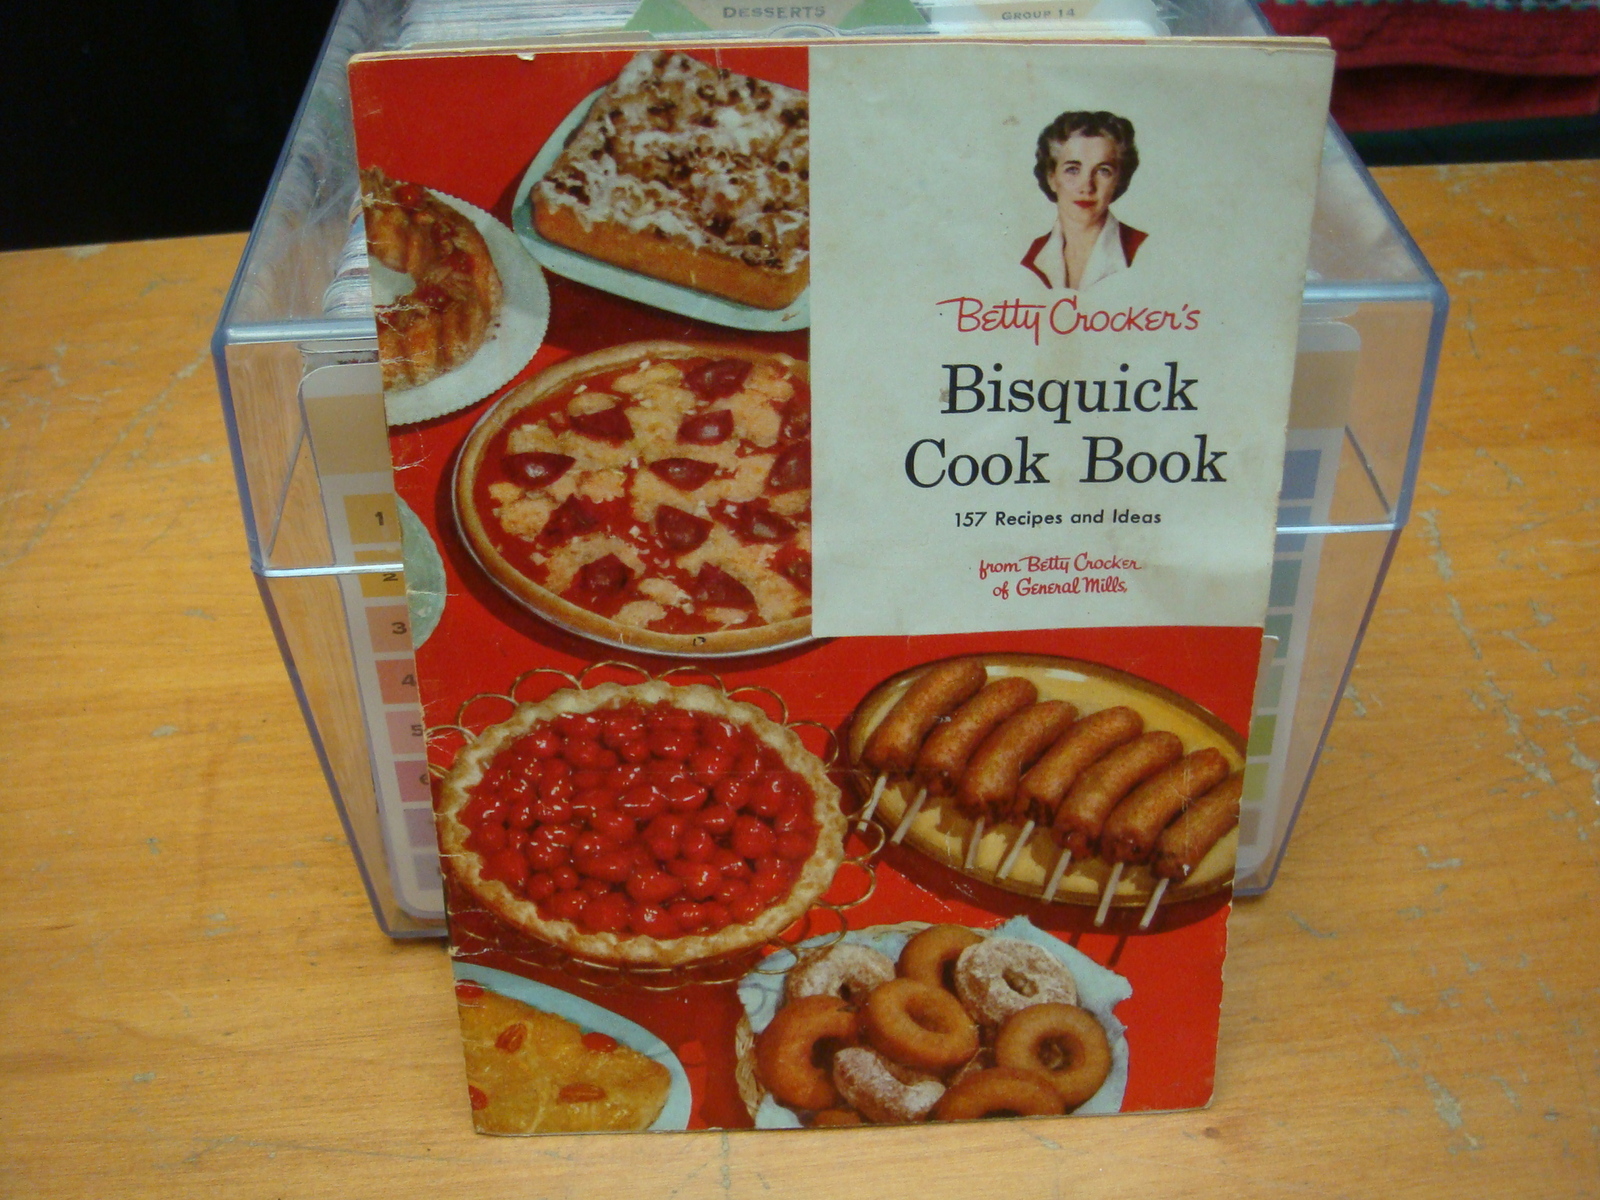 DESSERTS
GROUP 14
Betty Crocker's
Bisquick
Cook Book
157 Recipes and Ideas
from Betty Crocker
of General Mills,
1
2
3
4
5
6